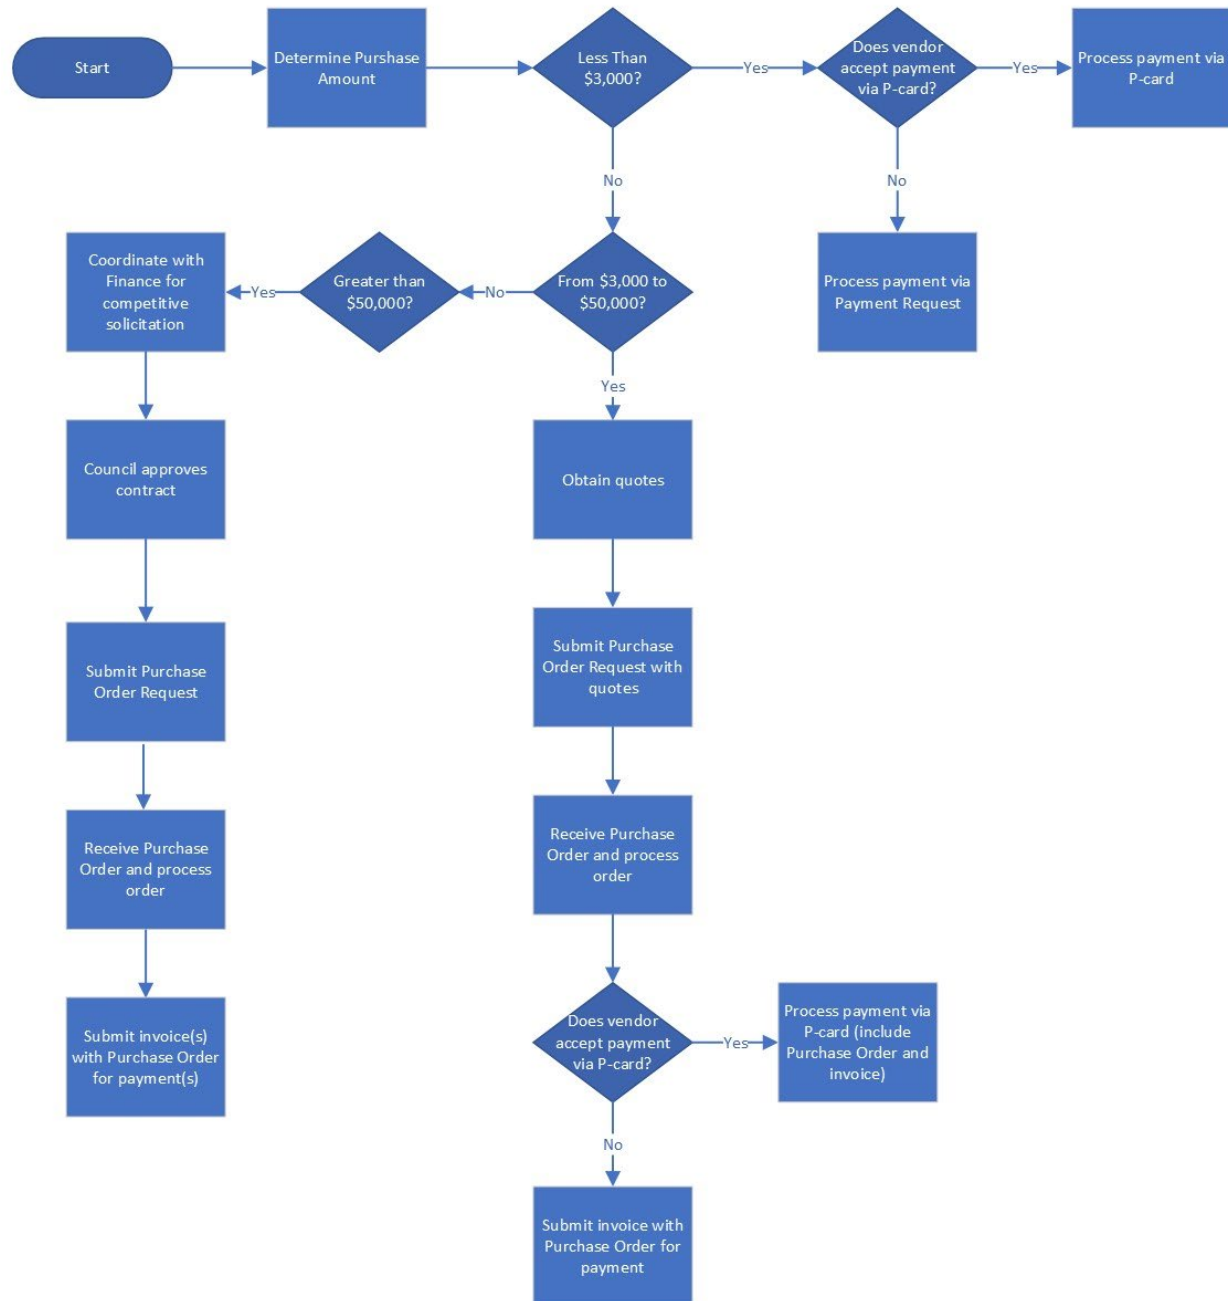 Start
Determine Purshase
Amount
Less Than
$3,000?
Yes
Does vendor
accept payment
via P-card?
Yes
Process payment via
P-card
No
No
Coordinate with
Finance for
competitive
solicitation
Yes
Greater than
$50,000?
No
From $3,000 to
$50,000?
Process payment via
Payment Request
Yes
Council approves
contract
Obtain quotes
Submit Purchase
Order Request
Submit Purchase
Order Request with
quotes
Receive Purchase
Order and process
order
Receive Purchase
Order and process
order
Submit invoice(s)
with Purchase Order
for payment(s)
Does vendor
accept payment
via P-card?
Yes
Process payment via
P-card (include
Purchase Order and
invoice)
No
Submit invoice with
Purchase Order for
payment